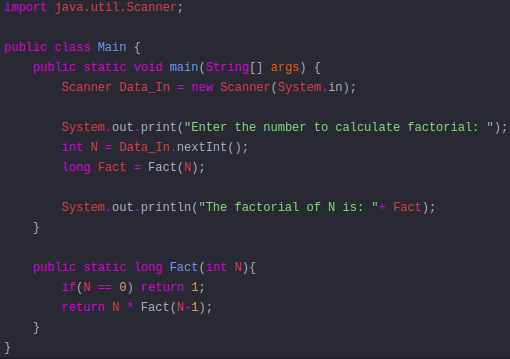 import java.util.Scanner;
public class Main {
public static void main(String[] args) {
Scanner Data_In = new Scanner(System.in);
System.out.print("Enter the number to calculate factorial: ");
int N = Data_In.nextInt();
long Fact = Fact(N);
System.out.println("The factorial of N is: "+ Fact);
}
public static long Fact(int N){
if(N == 0) return 1;
return N * Fact(N-1);
}
}